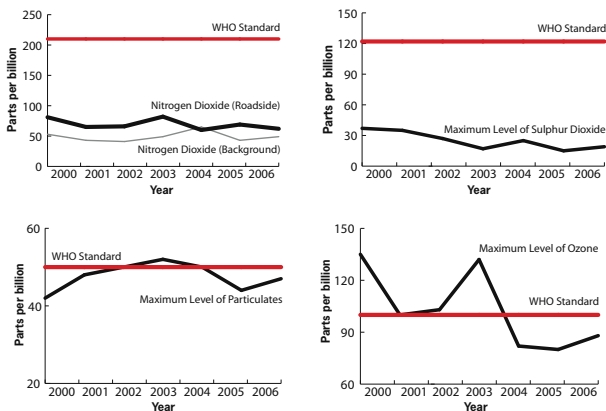 250
210
200
150
100
50
0
Parts per billion
WHO Standard
Nitrogen Dioxide (Roadside)
Nitrogen Dioxide (Background)
2000 2001 2002 2003 2004 2005 2006
Year
150
120
90
60
30
0
Parts per billion
WHO Standard
Maximum Level of Sulphur Dioxide
2000 2001 2002 2003 2004 2005 2006
Year
60
40
20
Parts per billion
WHO Standard
Maximum Level of Particulates
2000 2001 2002 2003 2004 2005 2006
Year
150
120
90
60
Parts per billion
Maximum Level of Ozone
WHO Standard
2000 2001 2002 2003 2004 2005 2006
Year